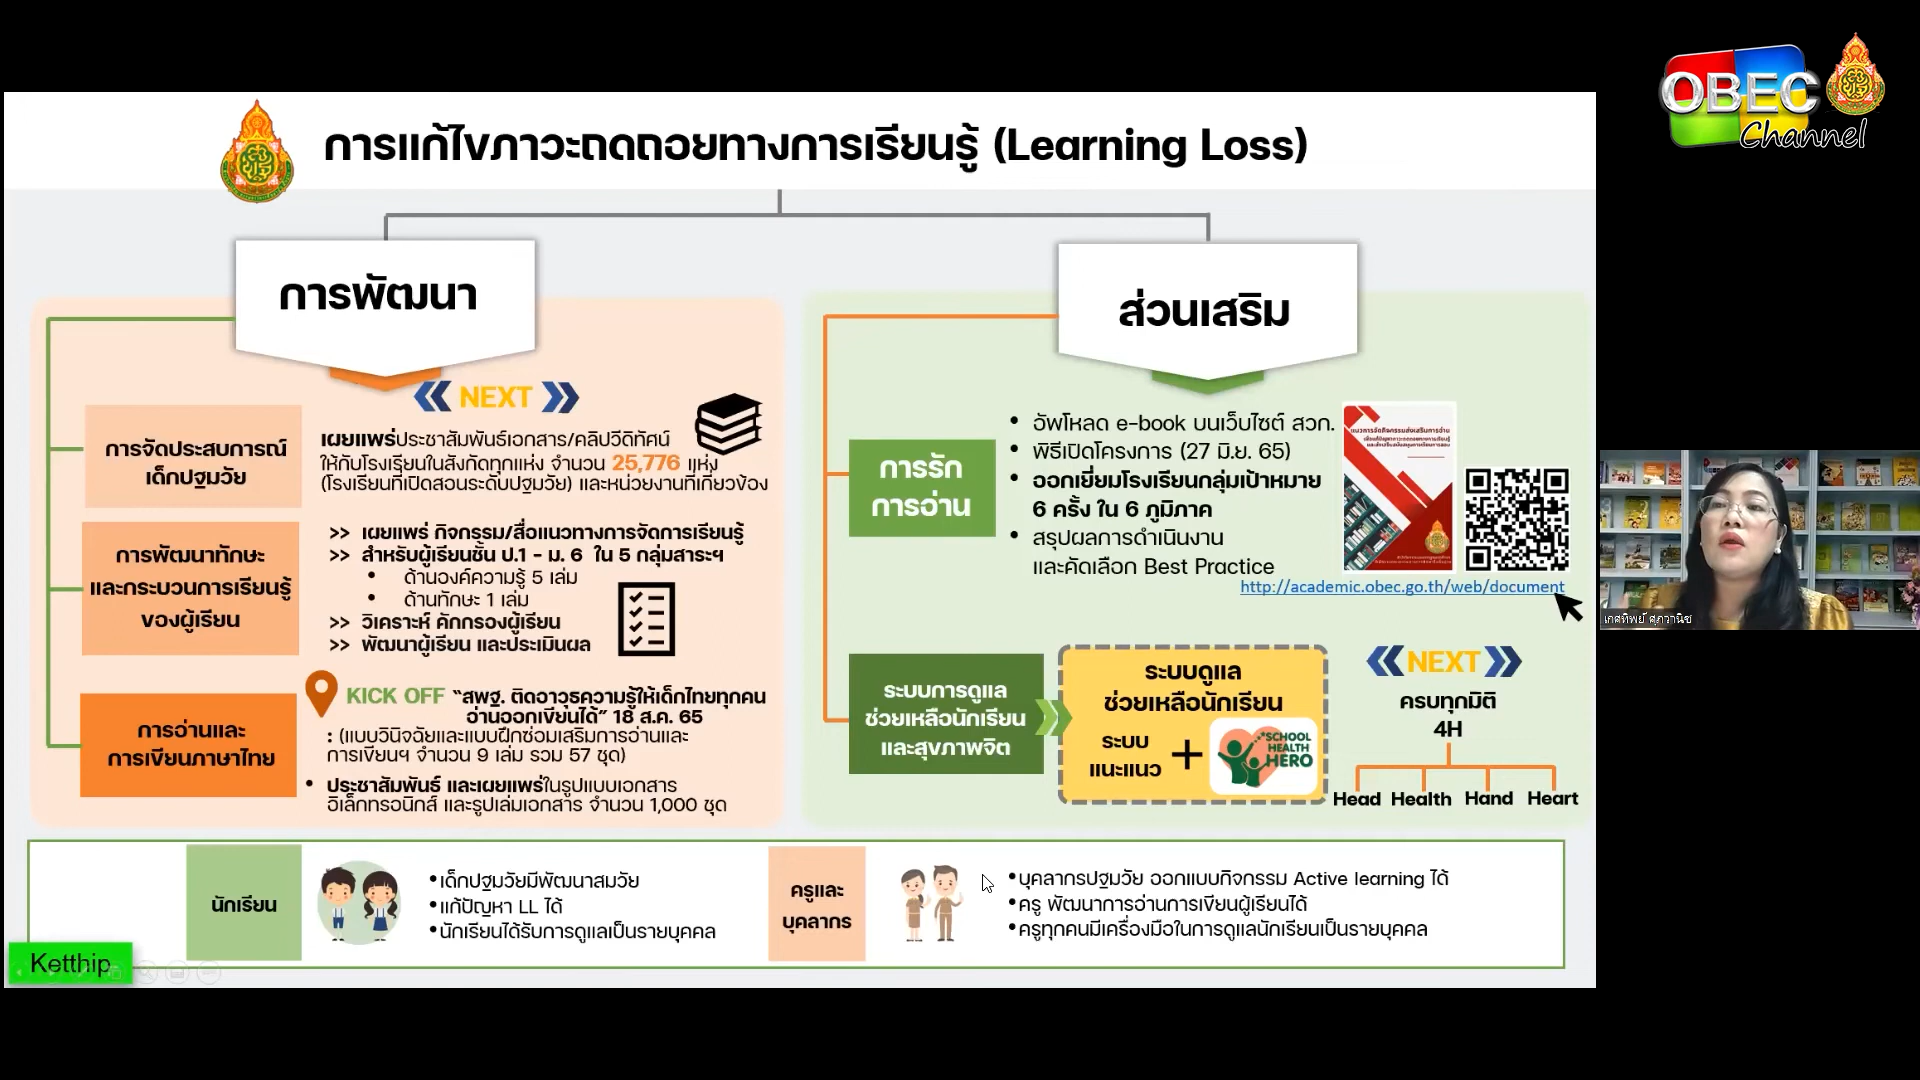 OBEC
Channel
การแก้ไขภาวะถดถอยทางการเรียนรู้ (Learning Loss)
การพัฒนา
NEXT
การจัดประสบการณ์
เด็กปฐมวัย
เผยแพร่ประชาสัมพันธ์เอกสาร/คลิปวีดิทัศน์
ให้กับโรงเรียนในสังกัดทุกแห่ง จำนวน 25,776 แห่ง
(โรงเรียนที่เปิดสอนระดับปฐมวัย) และหน่วยงานที่เกี่ยวข้อง
การพัฒนาทักษะ
และกระบวนการเรียนรู้
ของผู้เรียน
>> เผยแพร่ กิจกรรม/สื่อแนวทางการจัดการเรียนรู้
>> สำหรับผู้เรียนชั้น ป.1 - ม. 6 ใน 5 กลุ่มสาระฯ
• ด้านองค์ความรู้ 5 เล่ม
• ด้านทักษะ 1 เล่ม
>> วิเคราะห์ คัดกรองผู้เรียน
>> พัฒนาผู้เรียน และประเมินผล
การอ่านและ
การเขียนภาษาไทย
KICK OFF “สพฐ. ติดอาวุธความรู้ให้เด็กไทยทุกคน
อ่านออกเขียนได้” 18 ส.ค. 65
: (แบบวินิจฉัยและแบบฝึกซ่อมเสริมการอ่านและ
การเขียนฯ จำนวน 9 เล่ม รวม 57 ชุด)
• ประชาสัมพันธ์ และเผยแพร่ในรูปแบบเอกสาร
อิเล็กทรอนิกส์ และรูปเล่มเอกสาร จำนวน 1,000 ชุด
ส่วนเสริม
การรัก
การอ่าน
• อัพโหลด e-book บนเว็บไซต์ สวก.
• พิธีเปิดโครงการ (27 มิ.ย. 65)
• ออกเยี่ยมโรงเรียนกลุ่มเป้าหมาย
6 ครั้ง ใน 6 ภูมิภาค
• สรุปผลการดำเนินงาน
และคัดเลือก Best Practice
แนวการจัดกิจกรรมส่งเสริมการอ่าน
http://academic.obec.go.th/web/document
ระบบการดูแล
ช่วยเหลือนักเรียน
และสุขภาพจิต
ระบบดูแล
ช่วยเหลือนักเรียน
ระบบ
แนะแนว
+
SCHOOL
HEALTH
HERO
NEXT
ครบทุกมิติ
4H
Head Health Hand Heart
เกศทิพย์ ศุภวานิช
นักเรียน
•เด็กปฐมวัยมีพัฒนาสมวัย
•แก้ปัญหา LL ได้
•นักเรียนได้รับการดูแลเป็นรายบุคคล
ครูและ
บุคลากร
•บุคลากรปฐมวัย ออกแบบกิจกรรม Active learning ได้
•ครู พัฒนาการอ่านการเขียนผู้เรียนได้
•ครูทุกคนมีเครื่องมือในการดูแลนักเรียนเป็นรายบุคคล
Ketthip